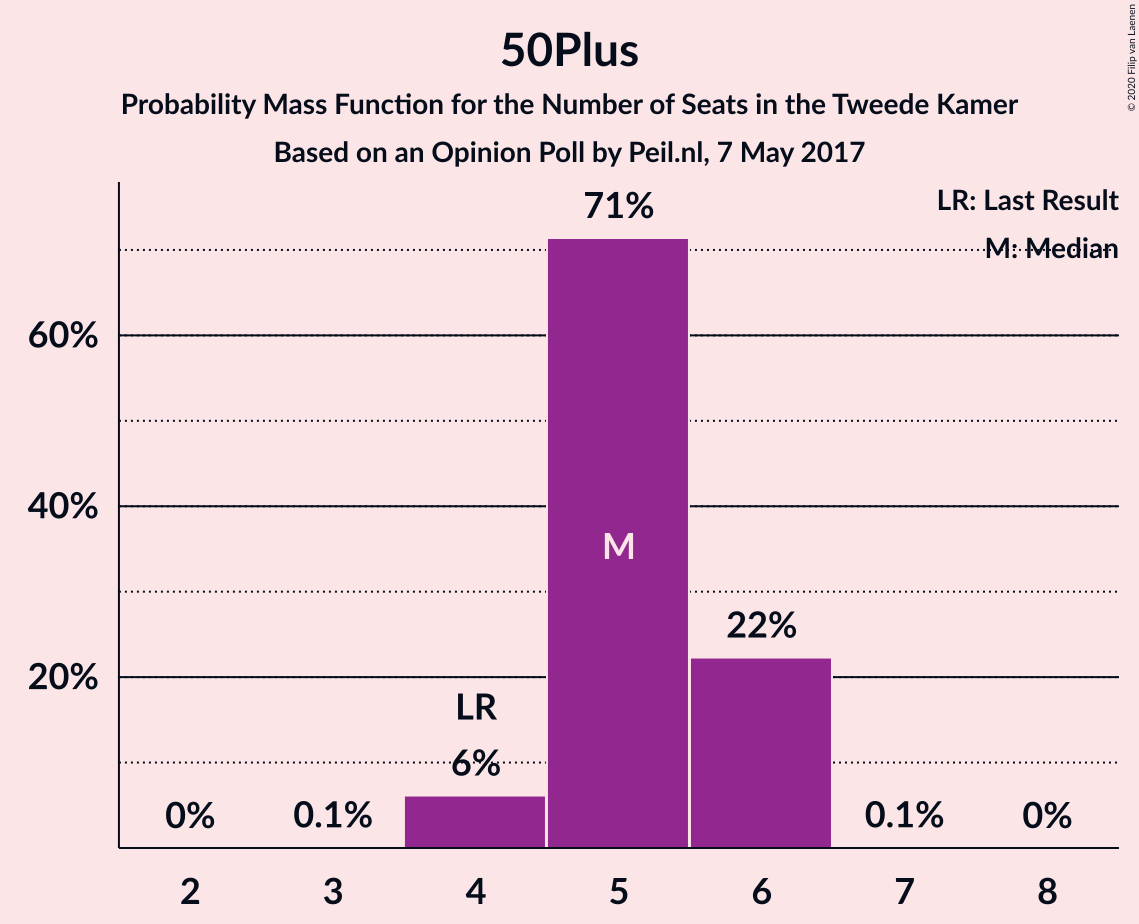 50Plus
Probability Mass Function for the Number of Seats in the Tweede Kamer
Based on an Opinion Poll by Peil.nl, 7 May 2017
© 2020 Filip van Laenen
LR: Last Result
M: Median
71%
60%
40%
M
22%
20%
LR
6%
0%
0.1%
0.1%
0%
2 3 4 5 6 7 8